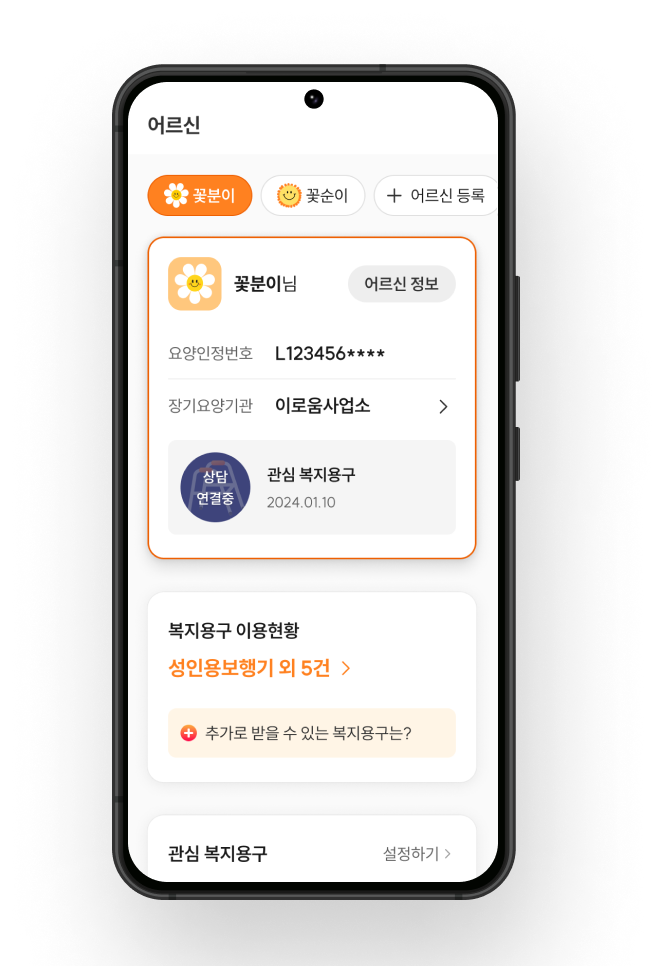 어르신
꽃분이
꽃순이
+ 어르신 등록
꽃분이님
어르신 정보
요양인정번호 L123456****
장기요양기관 이로움사업소
상담
연결중
관심 복지용구
2024.01.10
복지용구 이용현황
성인용보행기 외 5건
추가로 받을 수 있는 복지용구는?
관심 복지용구
설정하기